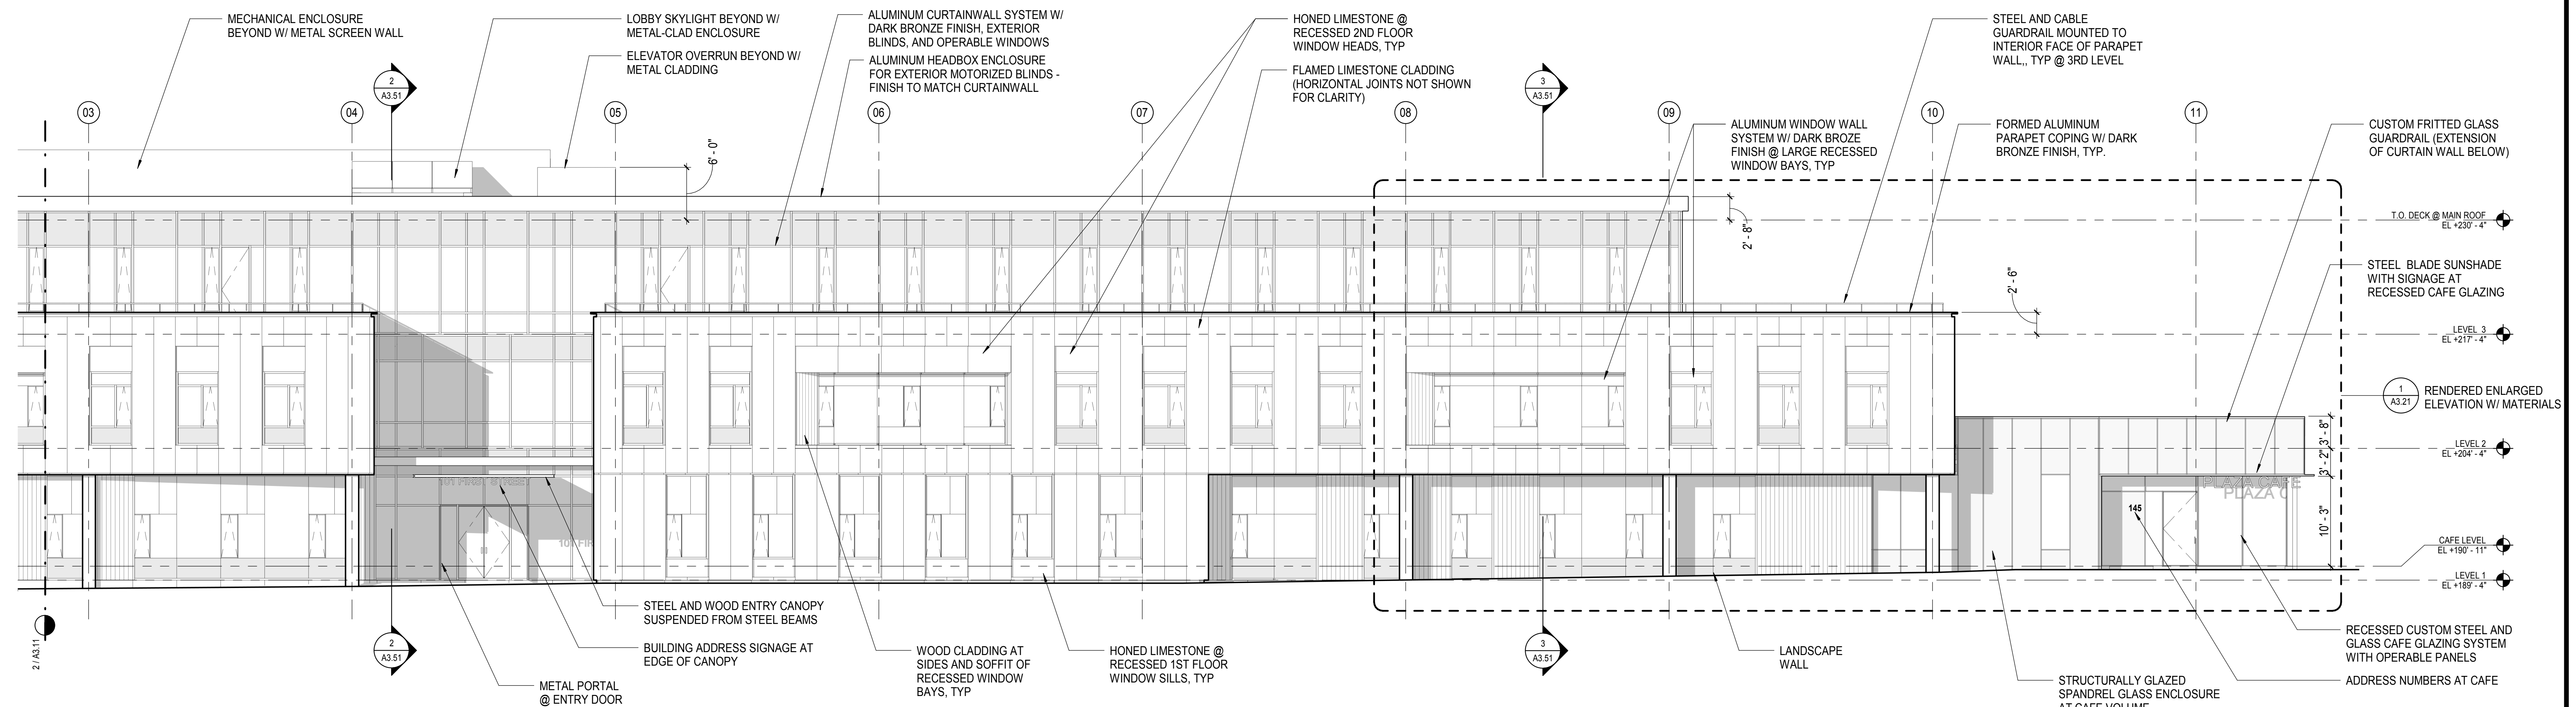 MECHANICAL ENCLOSURE
BEYOND W/ METAL SCREEN WALL
LOBBY SKYLIGHT BEYOND W/
METAL-CLAD ENCLOSURE
ELEVATOR OVERRUN BEYOND W/
METAL CLADDING
ALUMINUM CURTAINWALL SYSTEM W/
DARK BRONZE FINISH, EXTERIOR
BLINDS, AND OPERABLE WINDOWS
ALUMINUM HEADBOX ENCLOSURE
FOR EXTERIOR MOTORIZED BLINDS -
FINISH TO MATCH CURTAINWALL
HONED LIMESTONE @
RECESSED 2ND FLOOR
WINDOW HEADS, TYP
FLAMED LIMESTONE CLADDING
(HORIZONTAL JOINTS NOT SHOWN
FOR CLARITY)
STEEL AND CABLE
GUARDRAIL MOUNTED TO
INTERIOR FACE OF PARAPET
WALL,, TYP @ 3RD LEVEL
2
A3.51
3
A3.51
03
04
05
06
07
08
09
10
11
ALUMINUM WINDOW WALL
SYSTEM W/ DARK BROZE
FINISH @ LARGE RECESSED
WINDOW BAYS, TYP
FORMED ALUMINUM
PARAPET COPING W/ DARK
BRONZE FINISH, TYP.
CUSTOM FRITTED GLASS
GUARDRAIL (EXTENSION
OF CURTAIN WALL BELOW)
6' - 0"
2' - 8"
T.O. DECK @ MAIN ROOF
EL +230' - 4"
STEEL BLADE SUNSHADE
WITH SIGNAGE AT
RECESSED CAFE GLAZING
2' - 6"
LEVEL 3
EL +217' - 4"
1
A3.21
RENDERED ENLARGED
ELEVATION W/ MATERIALS
3' - 8"
LEVEL 2
EL +204' - 4"
3' - 2"
101 FIRST STREET
PLAZA CAFE
PLAZA C
145
10' - 3"
101 FIR
CAFE LEVEL
EL +190' - 11"
LEVEL 1
EL +189' - 4"
2 / A3.11
2
A3.51
3
A3.51
STEEL AND WOOD ENTRY CANOPY
SUSPENDED FROM STEEL BEAMS
BUILDING ADDRESS SIGNAGE AT
EDGE OF CANOPY
METAL PORTAL
@ ENTRY DOOR
WOOD CLADDING AT
SIDES AND SOFFIT OF
RECESSED WINDOW
BAYS, TYP
HONED LIMESTONE @
RECESSED 1ST FLOOR
WINDOW SILLS, TYP
LANDSCAPE
WALL
RECESSED CUSTOM STEEL AND
GLASS CAFE GLAZING SYSTEM
WITH OPERABLE PANELS
ADDRESS NUMBERS AT CAFE
STRUCTURALLY GLAZED
SPANDREL GLASS ENCLOSURE
AT CAFE VOLUME